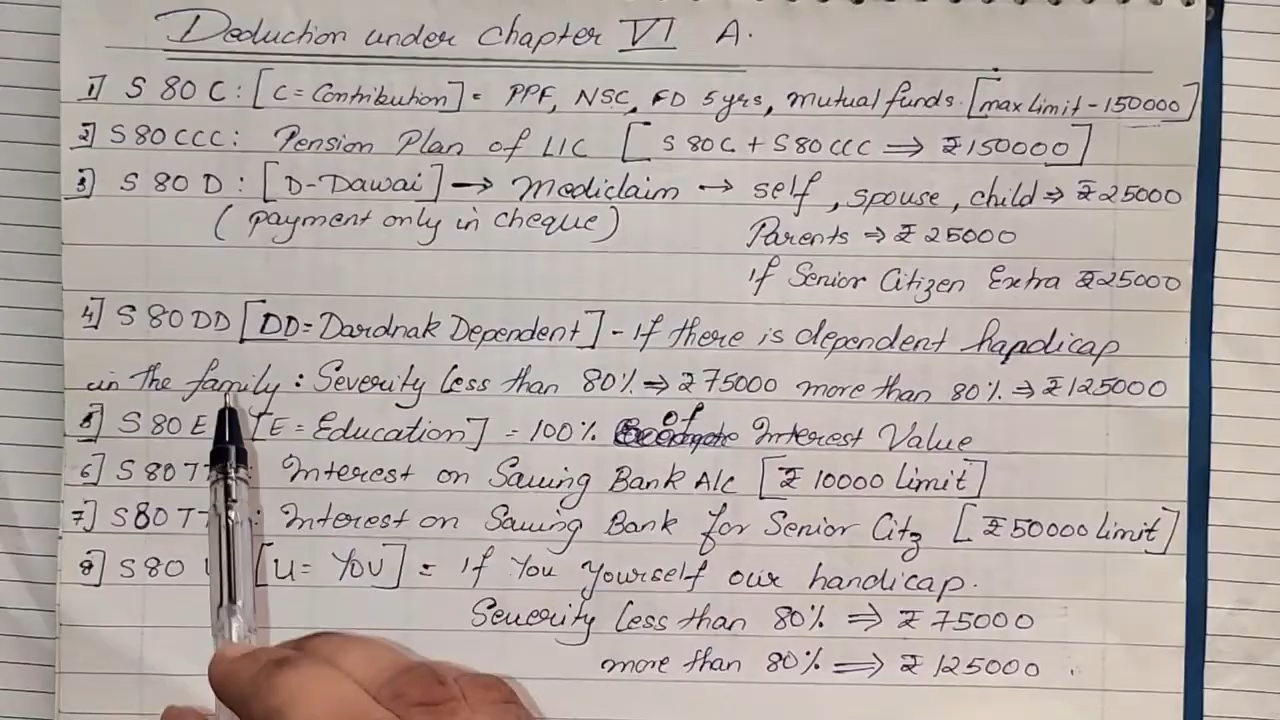 Deduction under Chapter VI A.
1] S 80 C : [C = Contribution] = PPF, NSC, FD 5 yrs, mutual funds. [max Limit - 150000]
2] S 80 CCC : Pension Plan of LIC [S 80C + S 80 CCC ⇒ ₹150000]
3] S 80 D : [D-Dawai] → Mediclaim → self, spouse, child ⇒ ₹25000
(payment only in cheque) Parents ⇒ ₹25000
if Senior Citizen Extra ₹25000
4] S 80 DD [DD = Dardnak Dependent] - If there is dependent handicap
in the family : Severity less than 80% ⇒ ₹75000 more than 80% ⇒ ₹125000
5] S 80 E [E = Education] = 100% of Interest Value
6] S 80 T : Interest on Saving Bank A/c [₹10000 limit]
7] S 80 TT : Interest on Saving Bank for Senior Citz [₹50000 limit]
8] S 80 [U = YOU] = If You Yourself our handicap.
Severity less than 80% ⇒ ₹75000
more than 80% ⇒ ₹125000.